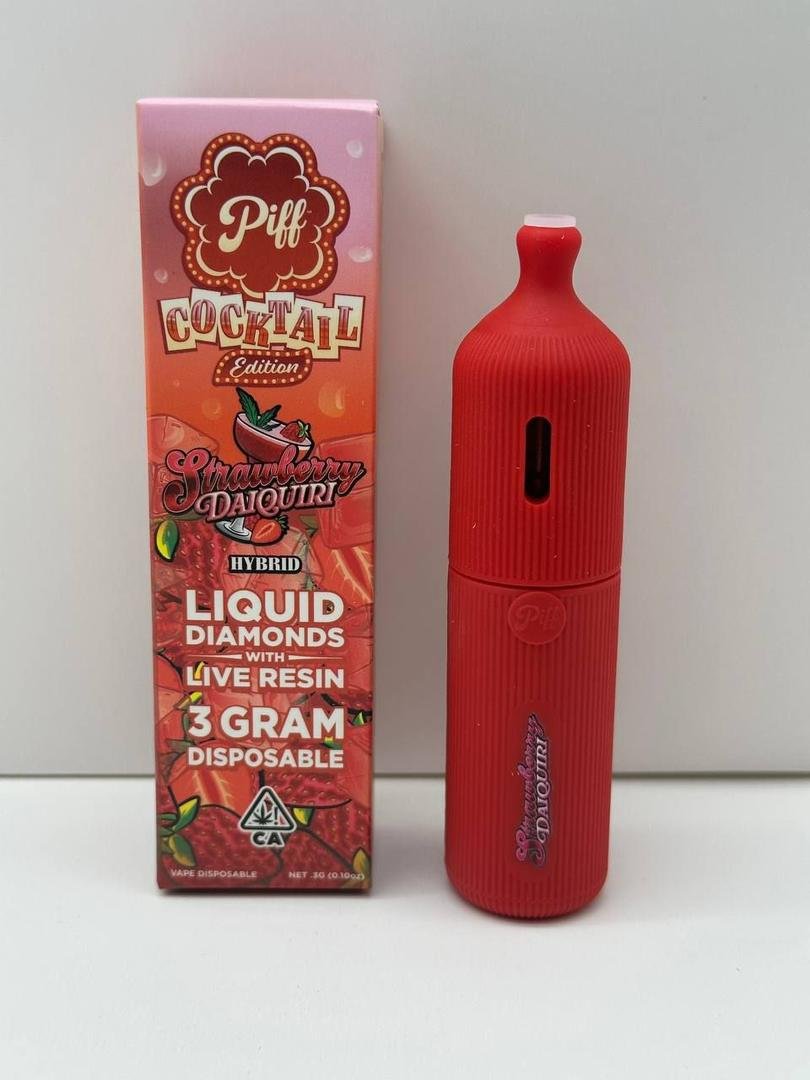 Piff
COCKTAIL
Edition
Strawberry
DAIQUIRI
HYBRID
LIQUID
DIAMONDS
WITH
LIVE RESIN
3 GRAM
DISPOSABLE
CA
VAPE DISPOSABLE NET .3G (0.10oz)
Piff
Strawberry
DAIQUIRI